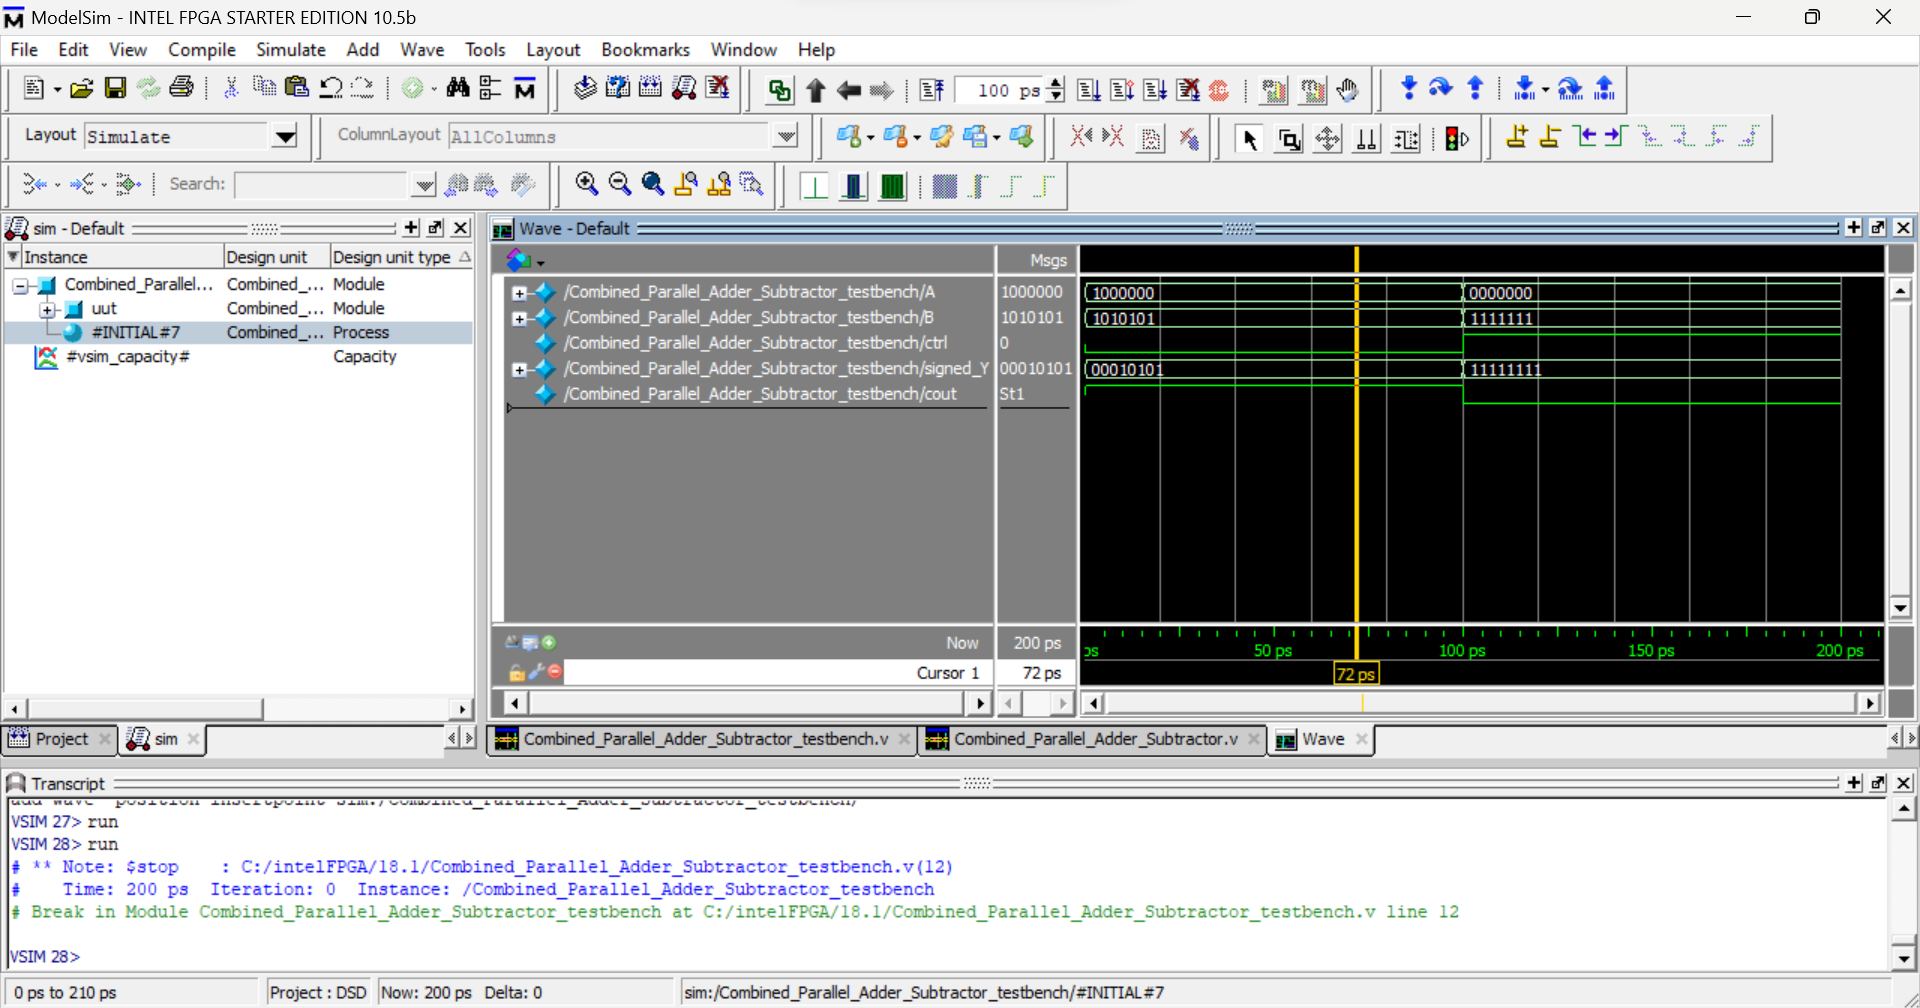 ModelSim - INTEL FPGA STARTER EDITION 10.5b
File Edit View Compile Simulate Add Wave Tools Layout Bookmarks Window Help
100 ps
Layout Simulate ColumnLayout AllColumns
Search:
sim - Default
Instance Design unit Design unit type
Combined_Parallel... Combined_... Module
uut Combined_... Module
#INITIAL#7 Combined_... Process
#vsim_capacity# Capacity
Project sim
Wave - Default
Msgs
/Combined_Parallel_Adder_Subtractor_testbench/A 1000000 1000000 0000000
/Combined_Parallel_Adder_Subtractor_testbench/B 1010101 1010101 1111111
/Combined_Parallel_Adder_Subtractor_testbench/ctrl 0
/Combined_Parallel_Adder_Subtractor_testbench/signed_Y 00010101 00010101 11111111
/Combined_Parallel_Adder_Subtractor_testbench/cout St1
Now 200 ps ps 50 ps 100 ps 150 ps 200 ps
Cursor 1 72 ps 72 ps
Combined_Parallel_Adder_Subtractor_testbench.v Combined_Parallel_Adder_Subtractor.v Wave
Transcript
add wave -position insertpoint sim:/Combined_Parallel_Adder_Subtractor_testbench/
VSIM 27> run
VSIM 28> run
# ** Note: $stop : C:/intelFPGA/18.1/Combined_Parallel_Adder_Subtractor_testbench.v(12)
# Time: 200 ps Iteration: 0 Instance: /Combined_Parallel_Adder_Subtractor_testbench
# Break in Module Combined_Parallel_Adder_Subtractor_testbench at C:/intelFPGA/18.1/Combined_Parallel_Adder_Subtractor_testbench.v line 12
VSIM 28>
0 ps to 210 ps Project : DSD Now: 200 ps Delta: 0 sim:/Combined_Parallel_Adder_Subtractor_testbench/#INITIAL#7